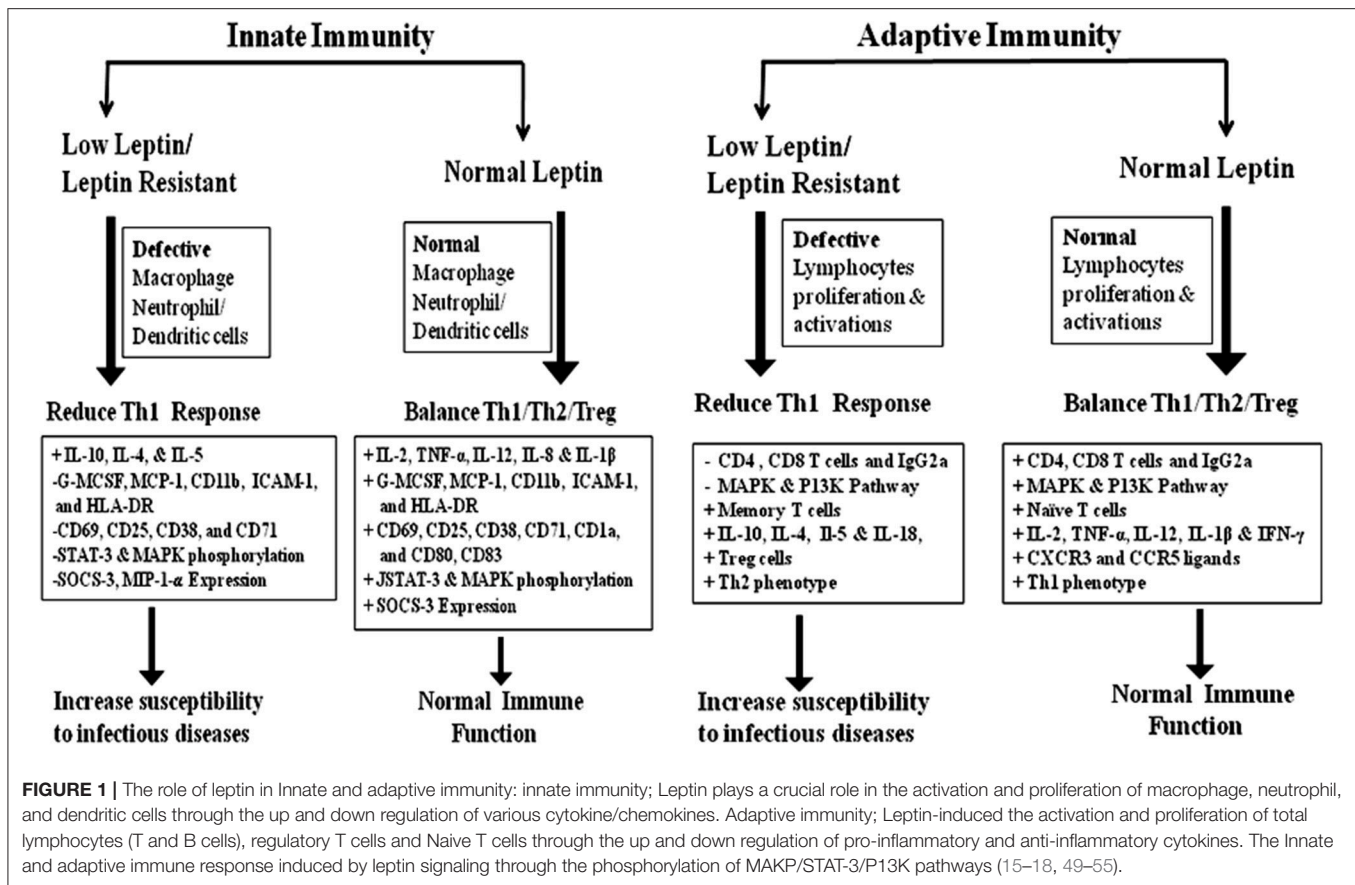 Innate Immunity
Low Leptin/
Leptin Resistant
Normal Leptin
Defective
Macrophage
Neutrophil/
Dendritic cells
Normal
Macrophage
Neutrophil/
Dendritic cells
Reduce Th1 Response
+IL-10, IL-4, & IL-5
-G-MCSF, MCP-1, CD11b, ICAM-1,
and HLA-DR
-CD69, CD25, CD38, and CD71
-STAT-3 & MAPK phosphorylation
-SOCS-3, MIP-1-α Expression
Increase susceptibility
to infectious diseases
Balance Th1/Th2/Treg
+IL-2, TNF-α, IL-12, IL-8 & IL-1β
+G-MCSF, MCP-1, CD11b, ICAM-1,
and HLA-DR
+CD69, CD25, CD38, CD71, CD1a,
and CD80, CD83
+JSTAT-3 & MAPK phosphorylation
+SOCS-3 Expression
Normal Immune
Function
Adaptive Immunity
Low Leptin/
Leptin Resistant
Normal Leptin
Defective
Lymphocytes
proliferation &
activations
Normal
Lymphocytes
proliferation &
activations
Reduce Th1 Response
- CD4, CD8 T cells and IgG2a
- MAPK & P13K Pathway
+Memory T cells
+IL-10, IL-4, Il-5 & IL-18,
+Treg cells
+Th2 phenotype
Increase susceptibility
to infectious diseases
Balance Th1/Th2/Treg
+CD4, CD8 T cells and IgG2a
+MAPK & P13K Pathway
+Naïve T cells
+IL-2, TNF-α, IL-12, IL-1β & IFN-γ
+CXCR3 and CCR5 ligands
+Th1 phenotype
Normal Immune
Function
FIGURE 1 | The role of leptin in Innate and adaptive immunity: innate immunity; Leptin plays a crucial role in the activation and proliferation of macrophage, neutrophil,
and dendritic cells through the up and down regulation of various cytokine/chemokines. Adaptive immunity; Leptin-induced the activation and proliferation of total
lymphocytes (T and B cells), regulatory T cells and Naive T cells through the up and down regulation of pro-inflammatory and anti-inflammatory cytokines. The Innate
and adaptive immune response induced by leptin signaling through the phosphorylation of MAKP/STAT-3/P13K pathways (15–18, 49–55).